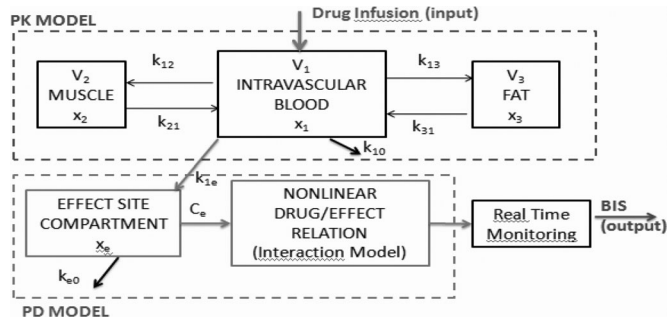 Drug Infusion (input)
PK MODEL
V1
INTRAVASCULAR
BLOOD
x1
V2
MUSCLE
x2
V3
FAT
x3
k12
k21
k13
k31
k10
k1e
EFFECT SITE
COMPARTMENT
xe
Ce
NONLINEAR
DRUG/EFFECT
RELATION
(Interaction Model)
Real Time
Monitoring
BIS
(output)
ke0
PD MODEL